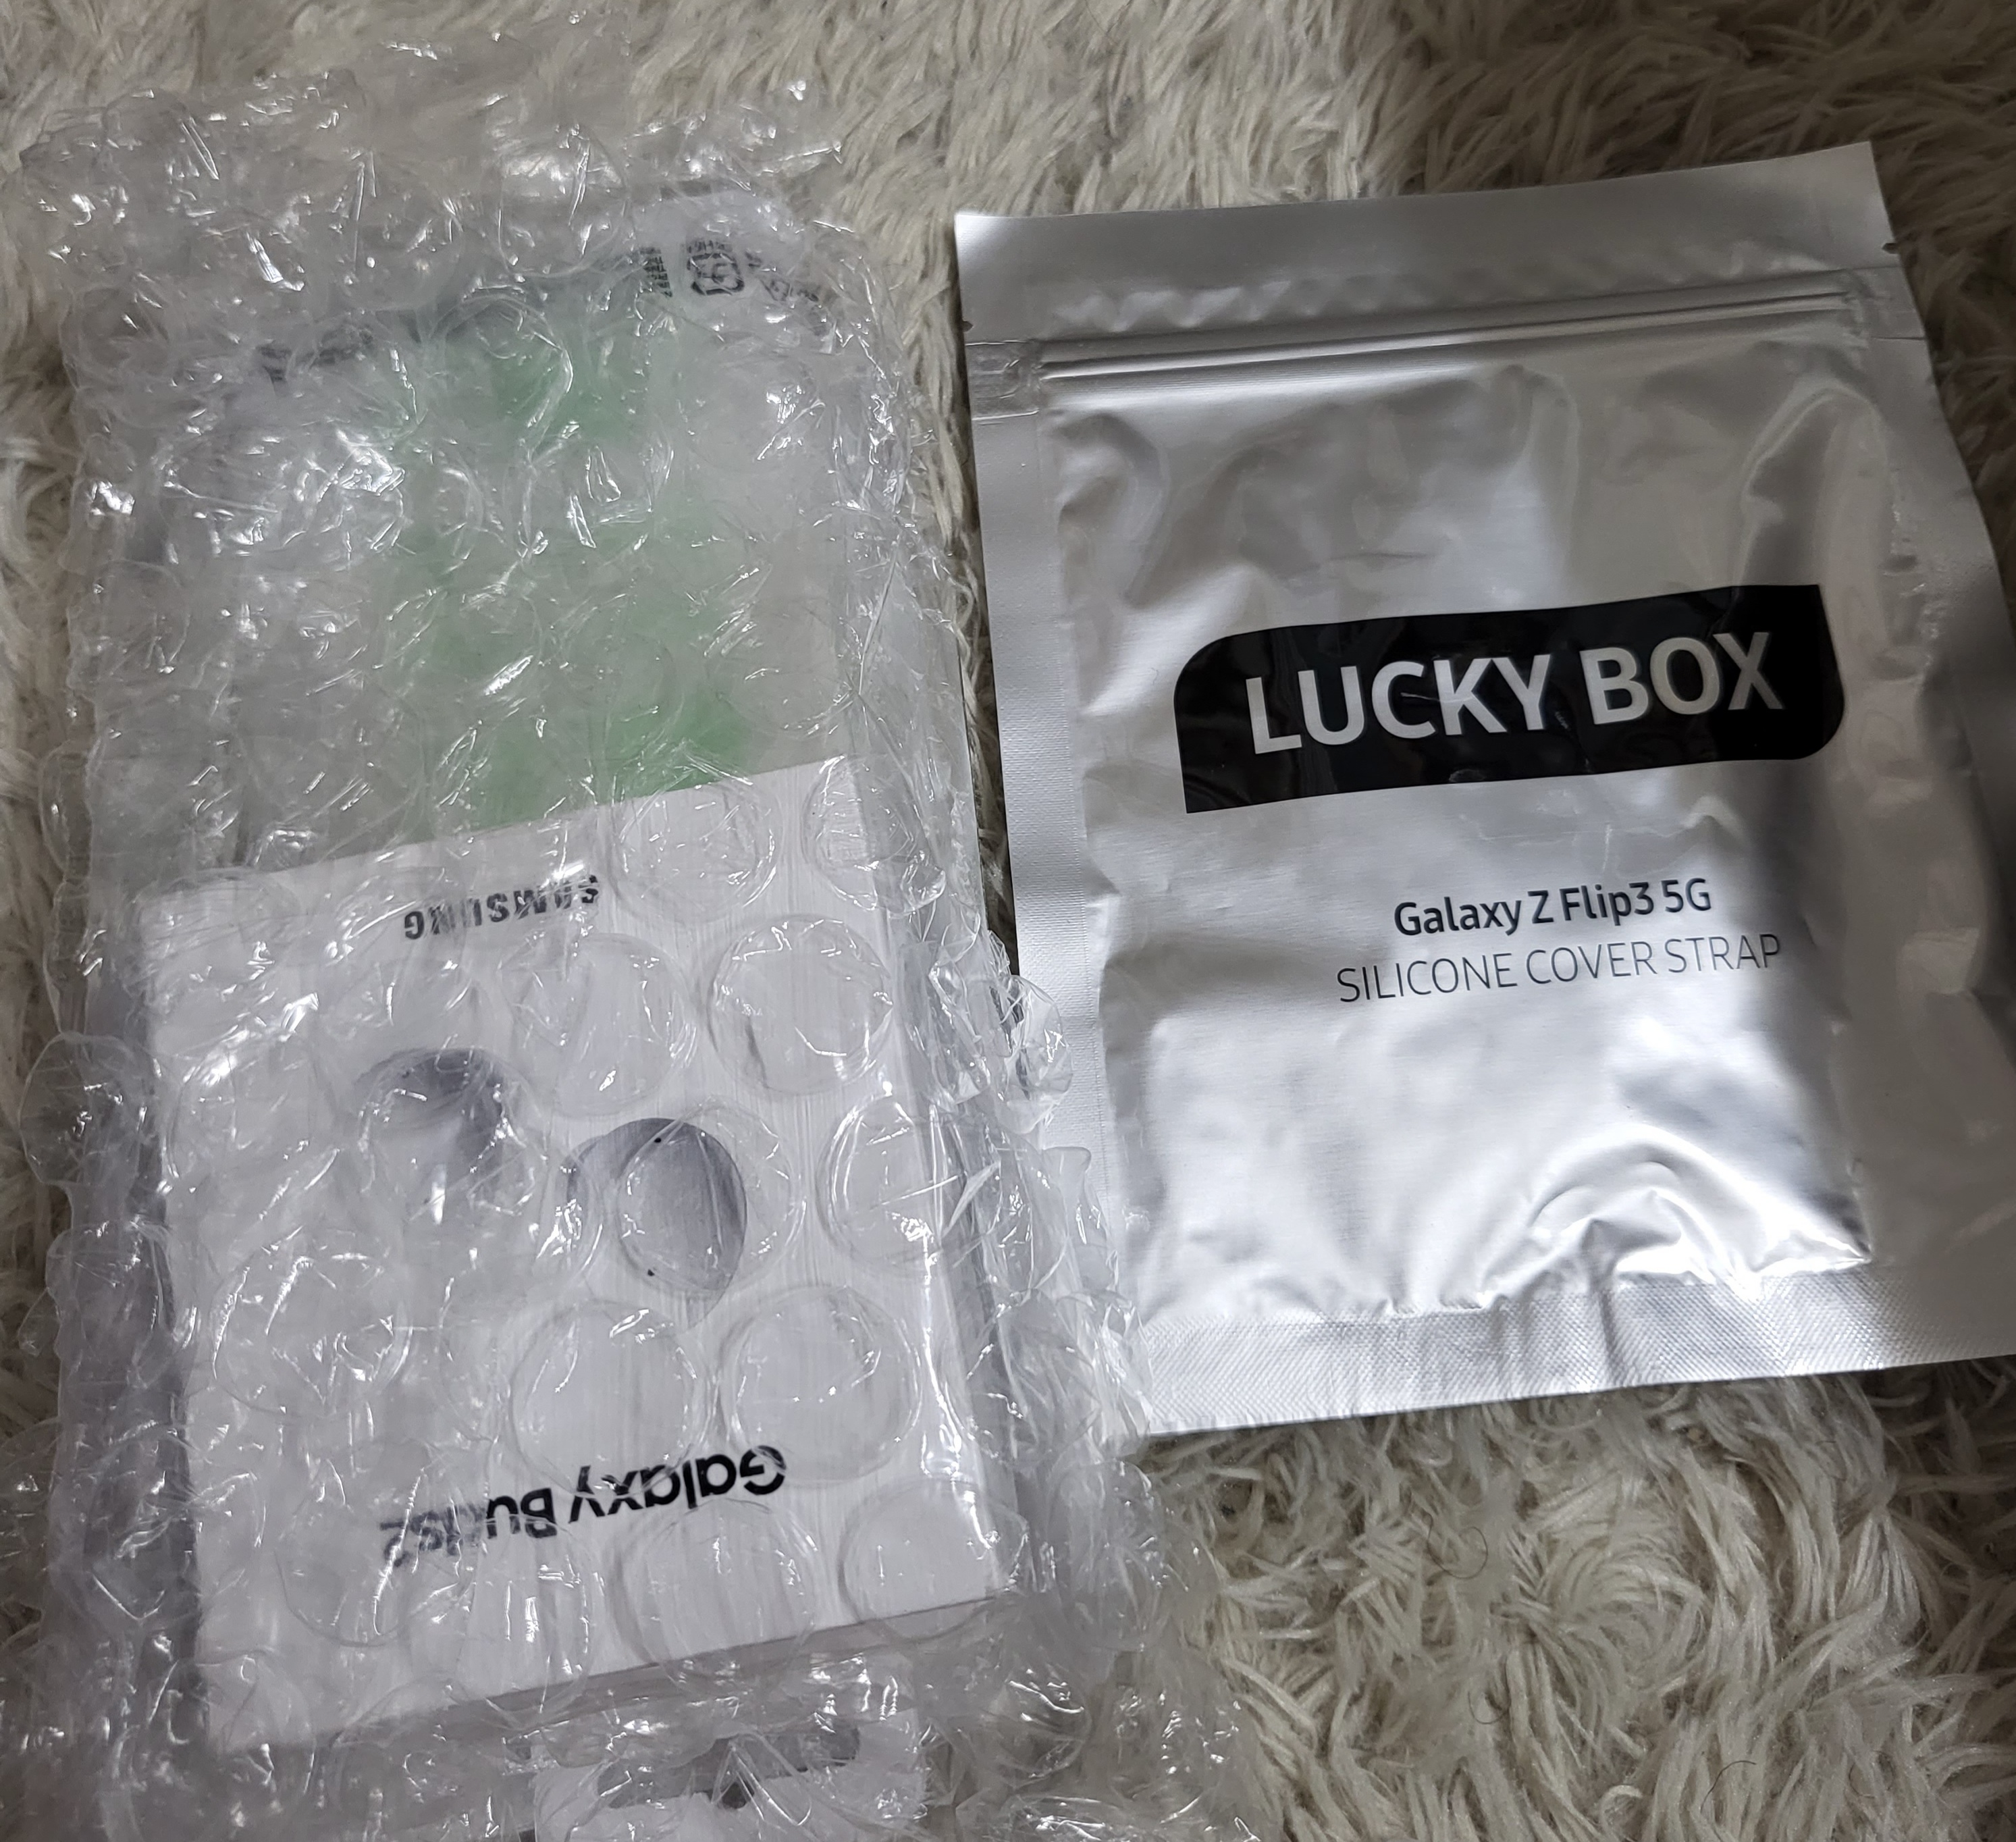 SAMSUNG
Galaxy Buds2
LUCKY BOX
Galaxy Z Flip3 5G
SILICONE COVER STRAP